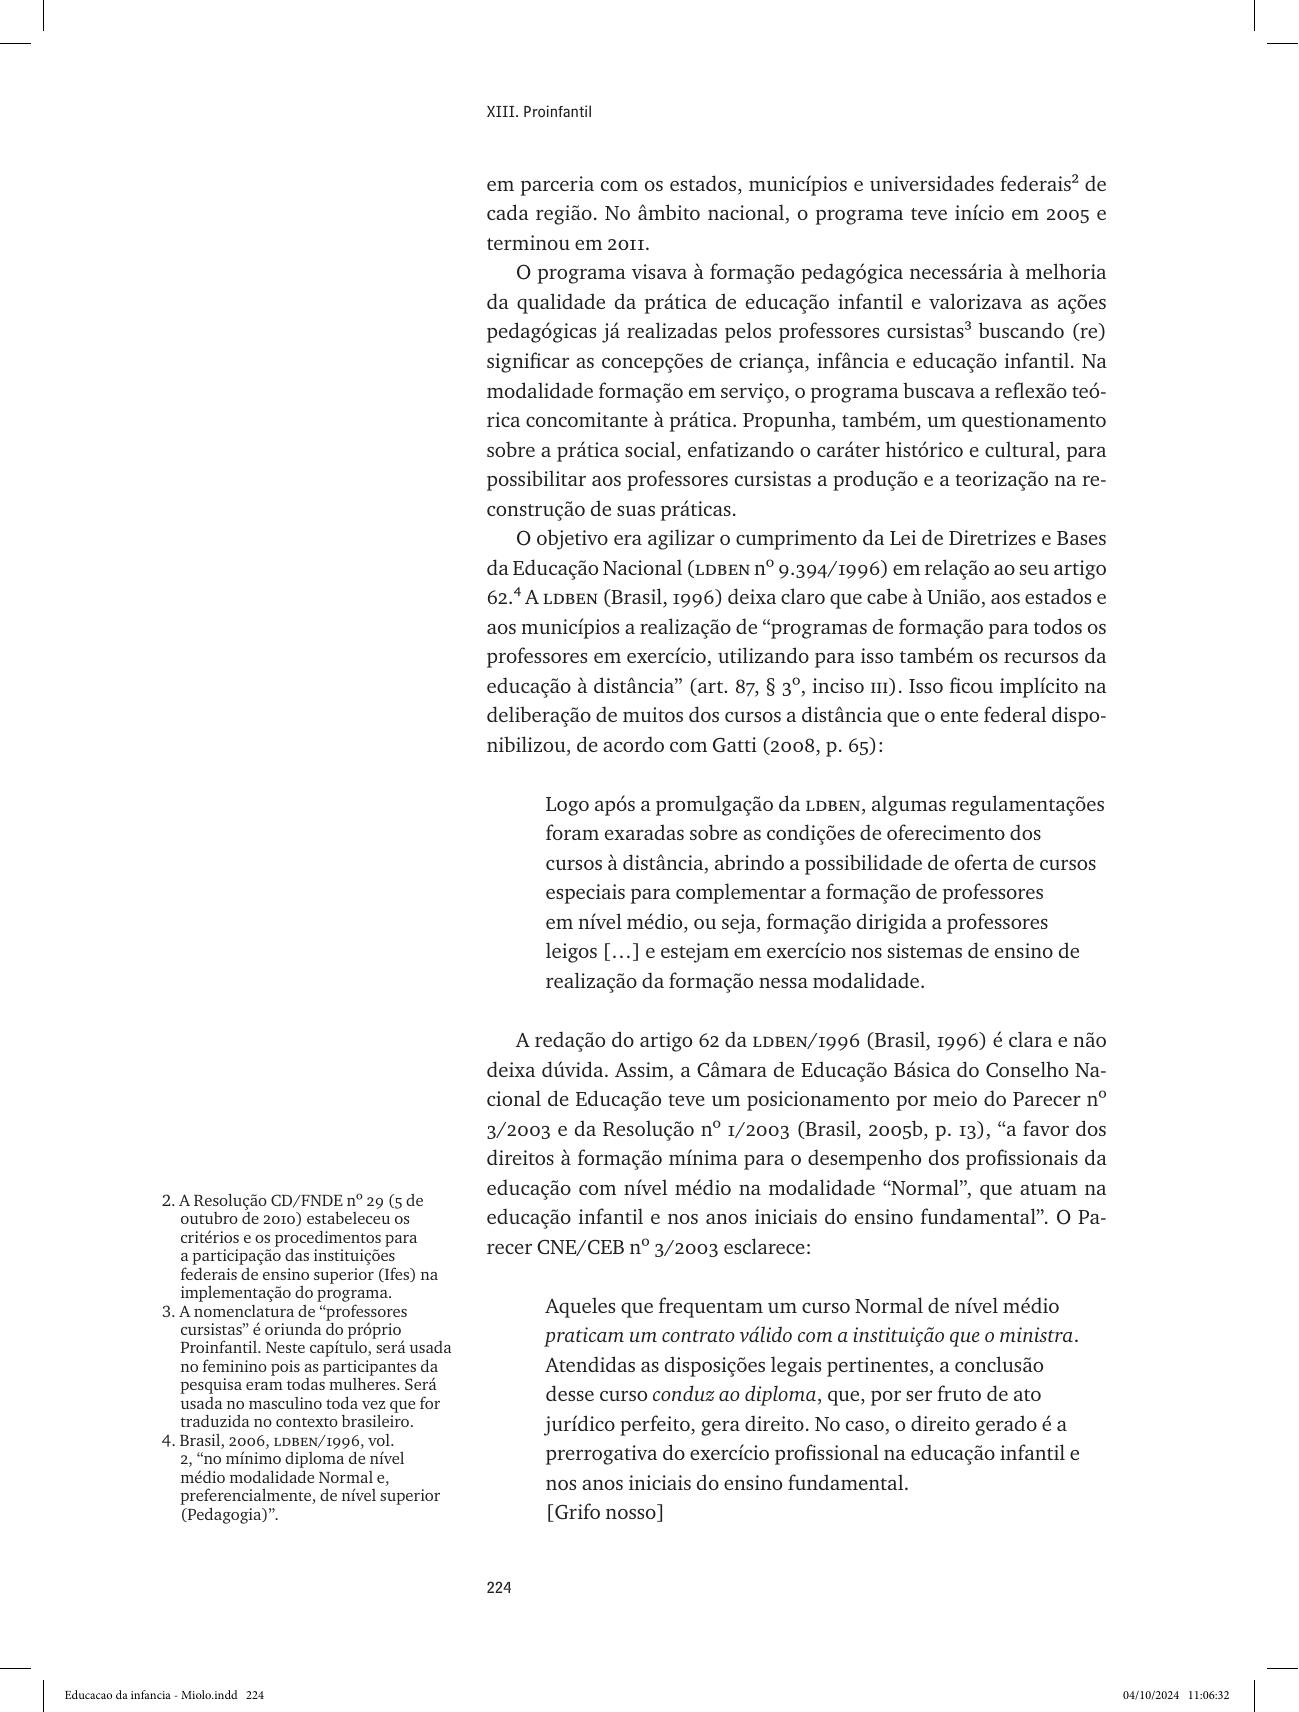 XIII. Proinfantil
em parceria com os estados, municípios e universidades federais² de
cada região. No âmbito nacional, o programa teve início em 2005 e
terminou em 2011.
O programa visava à formação pedagógica necessária à melhoria
da qualidade da prática de educação infantil e valorizava as ações
pedagógicas já realizadas pelos professores cursistas³ buscando (re)
significar as concepções de criança, infância e educação infantil. Na
modalidade formação em serviço, o programa buscava a reflexão teó-
rica concomitante à prática. Propunha, também, um questionamento
sobre a prática social, enfatizando o caráter histórico e cultural, para
possibilitar aos professores cursistas a produção e a teorização na re-
construção de suas práticas.
O objetivo era agilizar o cumprimento da Lei de Diretrizes e Bases
da Educação Nacional (LDBEN nº 9.394/1996) em relação ao seu artigo
62.⁴ A LDBEN (Brasil, 1996) deixa claro que cabe à União, aos estados e
aos municípios a realização de “programas de formação para todos os
professores em exercício, utilizando para isso também os recursos da
educação à distância” (art. 87, § 3º, inciso III). Isso ficou implícito na
deliberação de muitos dos cursos a distância que o ente federal dispo-
nibilizou, de acordo com Gatti (2008, p. 65):
Logo após a promulgação da LDBEN, algumas regulamentações
foram exaradas sobre as condições de oferecimento dos
cursos à distância, abrindo a possibilidade de oferta de cursos
especiais para complementar a formação de professores
em nível médio, ou seja, formação dirigida a professores
leigos […] e estejam em exercício nos sistemas de ensino de
realização da formação nessa modalidade.
A redação do artigo 62 da LDBEN/1996 (Brasil, 1996) é clara e não
deixa dúvida. Assim, a Câmara de Educação Básica do Conselho Na-
cional de Educação teve um posicionamento por meio do Parecer nº
3/2003 e da Resolução nº 1/2003 (Brasil, 2005b, p. 13), “a favor dos
direitos à formação mínima para o desempenho dos profissionais da
educação com nível médio na modalidade “Normal”, que atuam na
educação infantil e nos anos iniciais do ensino fundamental”. O Pa-
recer CNE/CEB nº 3/2003 esclarece:
Aqueles que frequentam um curso Normal de nível médio
praticam um contrato válido com a instituição que o ministra.
Atendidas as disposições legais pertinentes, a conclusão
desse curso conduz ao diploma, que, por ser fruto de ato
jurídico perfeito, gera direito. No caso, o direito gerado é a
prerrogativa do exercício profissional na educação infantil e
nos anos iniciais do ensino fundamental.
[Grifo nosso]
2. A Resolução CD/FNDE nº 29 (5 de
outubro de 2010) estabeleceu os
critérios e os procedimentos para
a participação das instituições
federais de ensino superior (Ifes) na
implementação do programa.
3. A nomenclatura de “professores
cursistas” é oriunda do próprio
Proinfantil. Neste capítulo, será usada
no feminino pois as participantes da
pesquisa eram todas mulheres. Será
usada no masculino toda vez que for
traduzida no contexto brasileiro.
4. Brasil, 2006, LDBEN/1996, vol.
2, “no mínimo diploma de nível
médio modalidade Normal e,
preferencialmente, de nível superior
(Pedagogia)”.
224
Educacao da infancia - Miolo.indd 224
04/10/2024 11:06:32